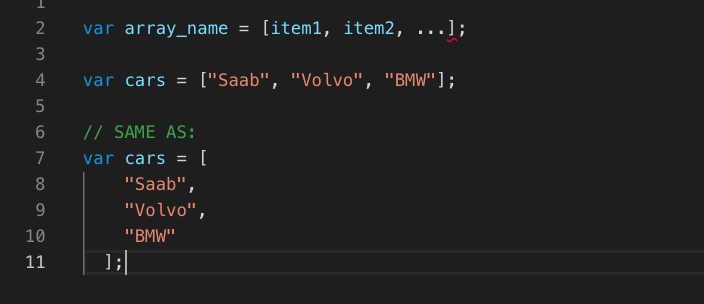 1
2 var array_name = [item1, item2, ...];
3
4 var cars = ["Saab", "Volvo", "BMW"];
5
6 // SAME AS:
7 var cars = [
8 "Saab",
9 "Volvo",
10 "BMW"
11 ];